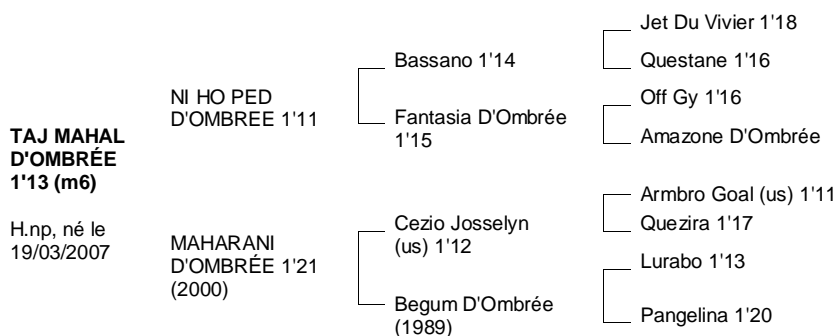 TAJ MAHAL
D'OMBRÉE
1'13 (m6)
H.np, né le
19/03/2007
NI HO PED
D'OMBREE 1'11
MAHARANI
D'OMBRÉE 1'21
(2000)
Bassano 1'14
Fantasia D'Ombrée
1'15
Cezio Josselyn
(us) 1'12
Begum D'Ombrée
(1989)
Jet Du Vivier 1'18
Questane 1'16
Off Gy 1'16
Amazone D'Ombrée
Armbro Goal (us) 1'11
Quezira 1'17
Lurabo 1'13
Pangelina 1'20